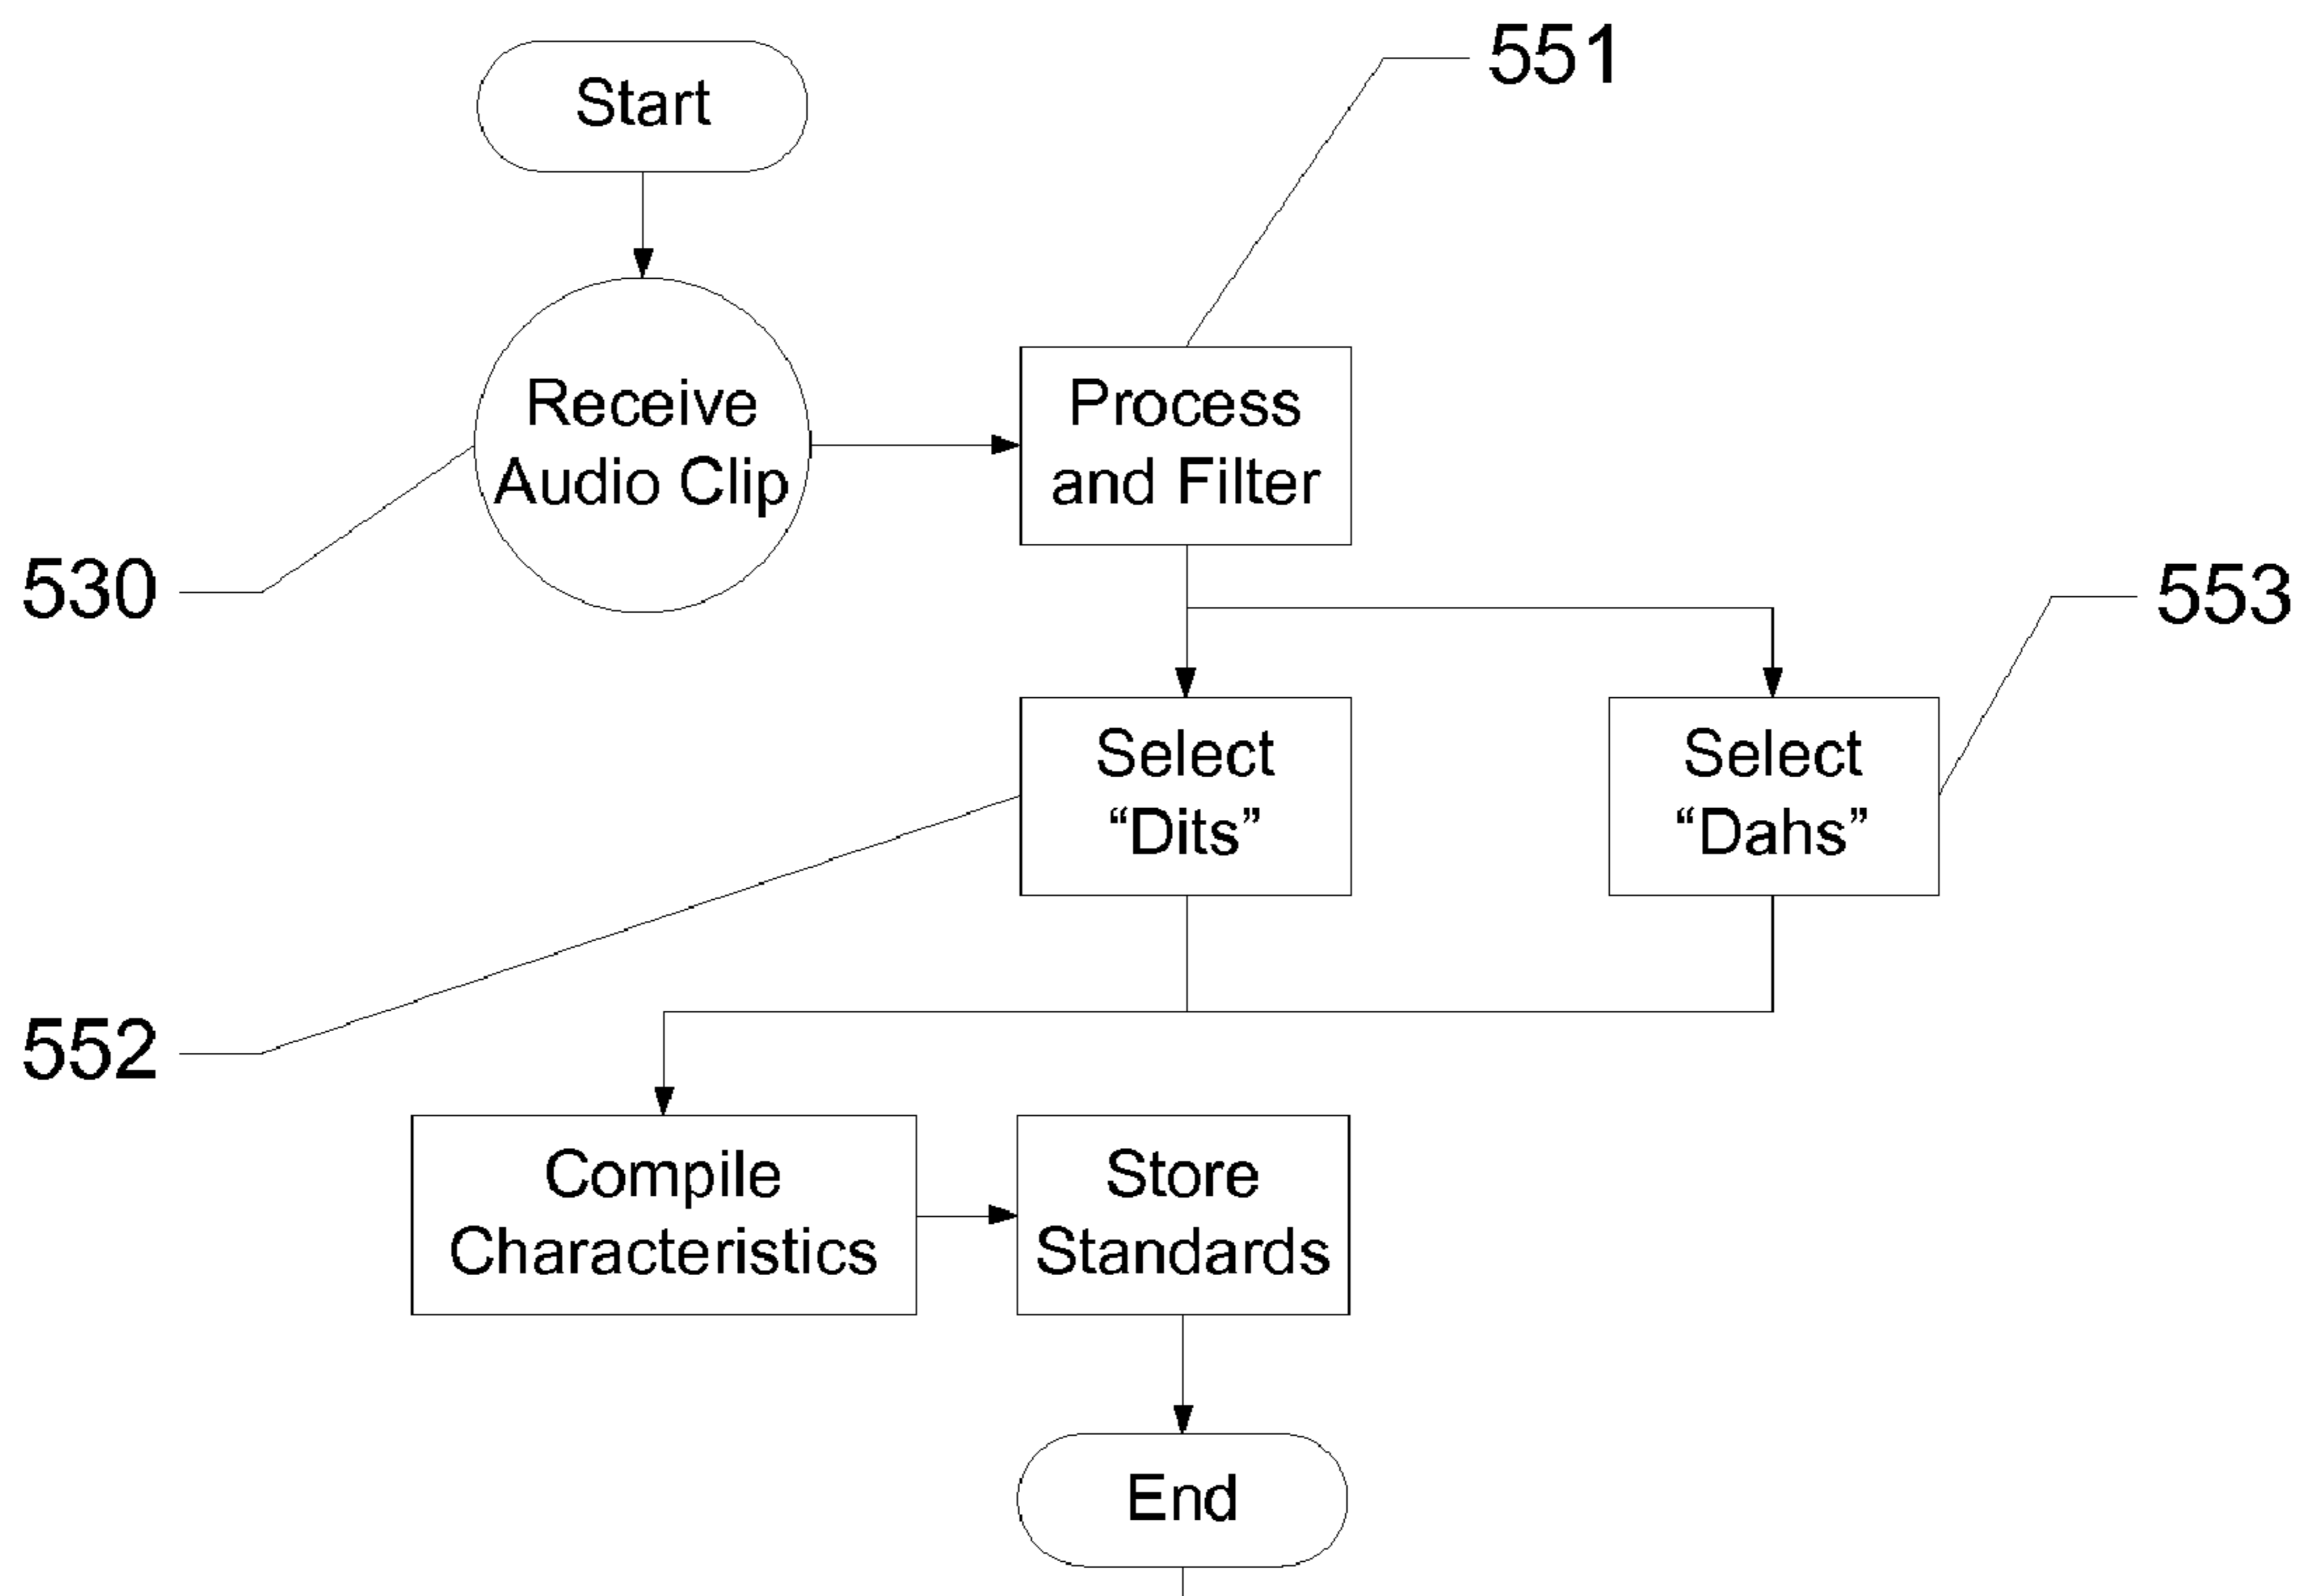 551
Start
Receive
Audio Clip
Process
and Filter
530
553
Select
“Dits”
Select
“Dahs”
552
Compile
Characteristics
Store
Standards
End